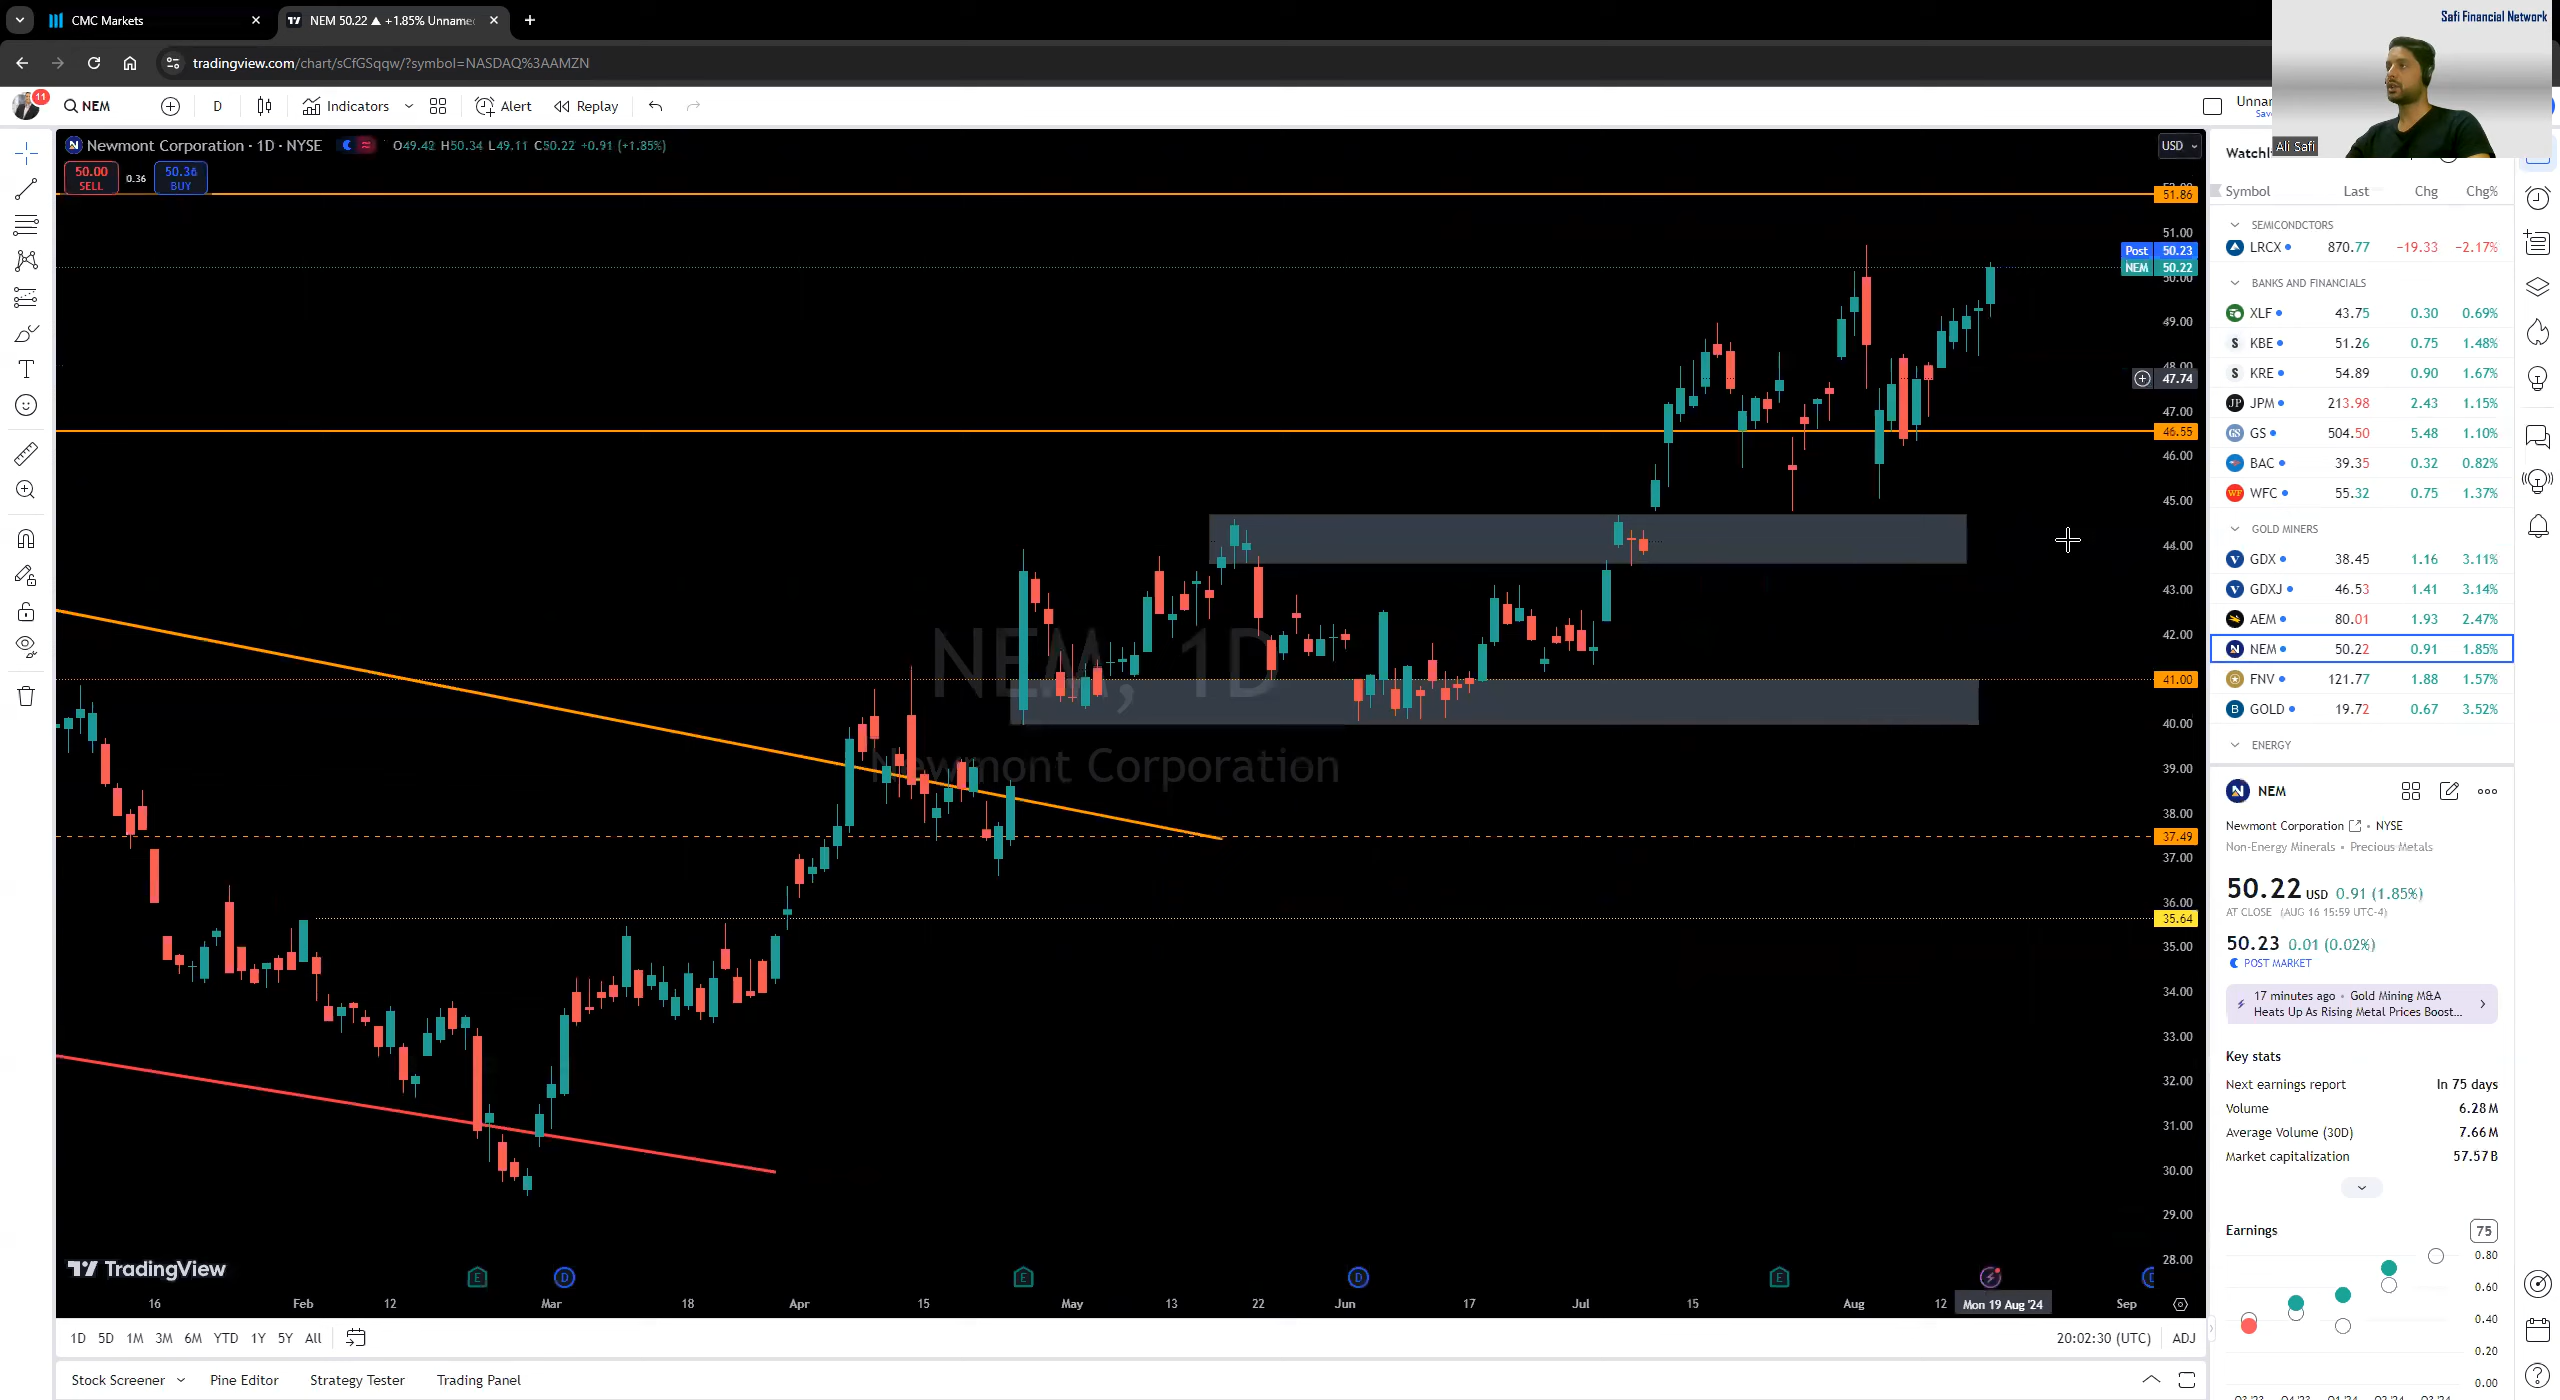 CMC Markets
NEM 50.22 ▲ +1.85% Unname
Safi Financial Network
tradingview.com/chart/sCfGSqqw/?symbol=NASDAQ%3AAMZN
11
NEM
D
Indicators
Alert
Replay
Unnar
Save
Ali Safi
Newmont Corporation · 1D · NYSE
O49.42 H50.34 L49.11 C50.22 +0.91 (+1.85%)
USD
50.00
SELL
0.36
50.36
BUY
51.86
51.00
Post 50.23
NEM 50.22
50.00
49.00
48.00
47.74
47.00
46.55
46.00
45.00
44.00
43.00
42.00
41.00
40.00
39.00
38.00
37.49
37.00
36.00
35.64
35.00
34.00
33.00
32.00
31.00
30.00
29.00
28.00
NEM, 1D
Newmont Corporation
TradingView
E
D
E
D
E
16
Feb
12
Mar
18
Apr
15
May
13
22
Jun
17
Jul
15
Aug
12
Mon 19 Aug '24
Sep
1D 5D 1M 3M 6M YTD 1Y 5Y All
20:02:30 (UTC)
ADJ
Stock Screener
Pine Editor
Strategy Tester
Trading Panel
Watchl
Symbol Last Chg Chg%
SEMICONDCTORS
LRCX 870.77 −19.33 −2.17%
BANKS AND FINANCIALS
XLF 43.75 0.30 0.69%
KBE 51.26 0.75 1.48%
KRE 54.89 0.90 1.67%
JPM 213.98 2.43 1.15%
GS 504.50 5.48 1.10%
BAC 39.35 0.32 0.82%
WFC 55.32 0.75 1.37%
GOLD MINERS
GDX 38.45 1.16 3.11%
GDXJ 46.53 1.41 3.14%
AEM 80.01 1.93 2.47%
NEM 50.22 0.91 1.85%
FNV 121.77 1.88 1.57%
GOLD 19.72 0.67 3.52%
ENERGY
NEM
Newmont Corporation • NYSE
Non-Energy Minerals • Precious Metals
50.22 USD 0.91 (1.85%)
AT CLOSE (AUG 16 15:59 UTC-4)
50.23 0.01 (0.02%)
POST MARKET
17 minutes ago • Gold Mining M&A
Heats Up As Rising Metal Prices Boost...
Key stats
Next earnings report In 75 days
Volume 6.28M
Average Volume (30D) 7.66M
Market capitalization 57.57B
Earnings
75
0.80
0.60
0.40
0.20
0.00